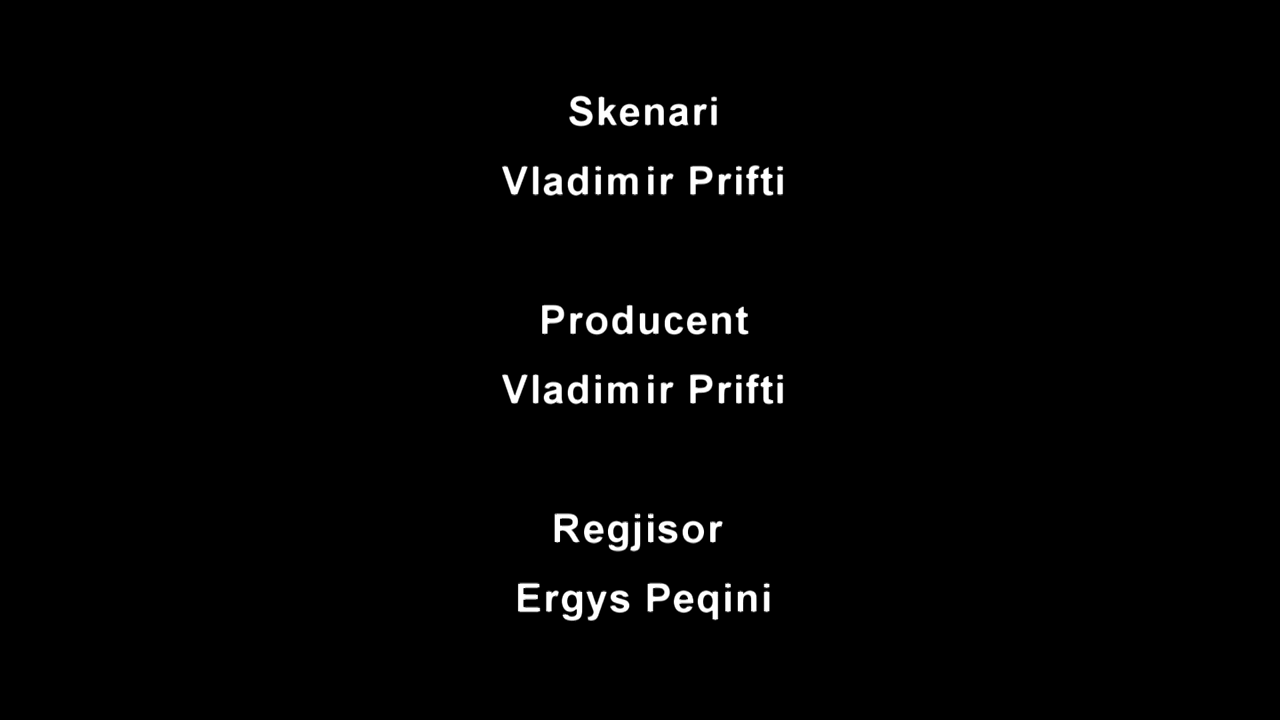 Skenari
Vladimir Prifti
Producent
Vladimir Prifti
Regjisor
Ergys Peqini